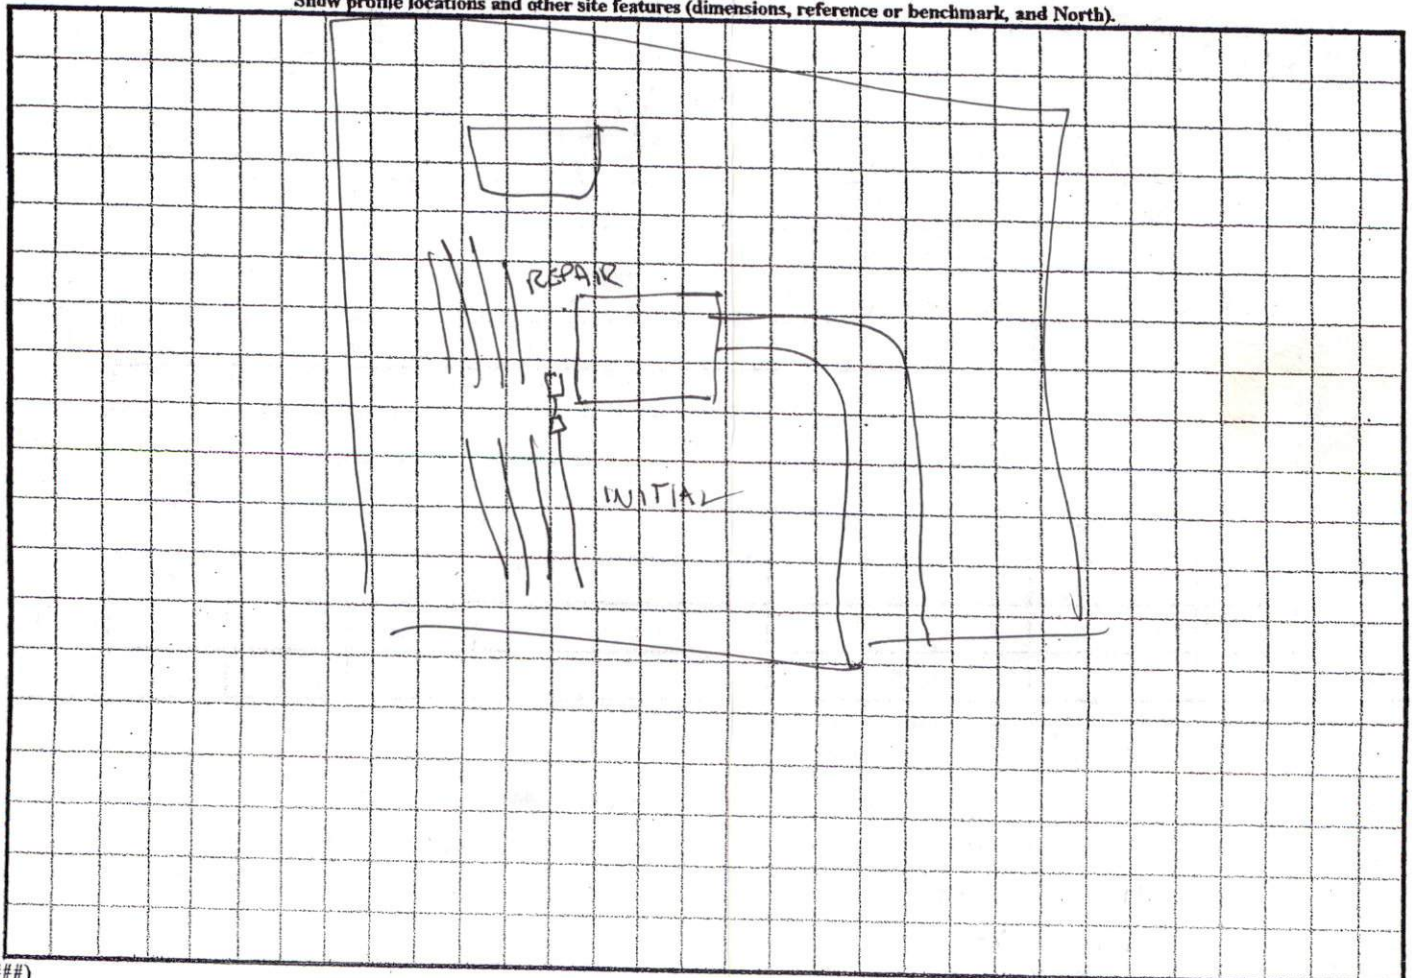 Show profile locations and other site features (dimensions, reference or benchmark, and North).
REPAIR
INITIAL
##)